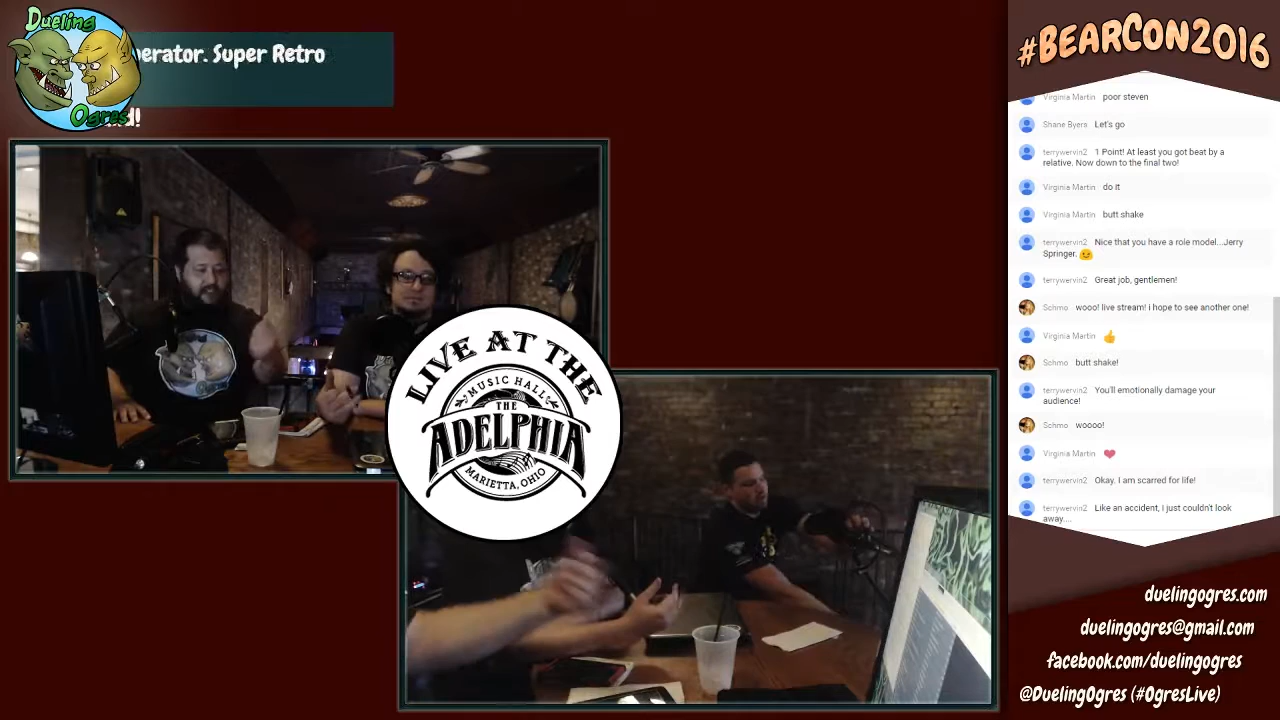 Dueling
Ogres
perator. Super Retro
d!!
LIVE AT THE
MUSIC HALL
THE
ADELPHIA
MARIETTA, OHIO
#BEARCON2016
Virginia Martin poor steven
Shane Byers Let's go
terrywervin2 1 Point! At least you got beat by a
relative. Now down to the final two!
Virginia Martin do it
Virginia Martin butt shake
terrywervin2 Nice that you have a role model...Jerry
Springer. 😉
Great job, gentlemen!
Schmo wooo! live stream! i hope to see another one!
Virginia Martin 👍
Schmo butt shake!
terrywervin2 You'll emotionally damage your
audience!
Schmo woooo!
Virginia Martin ❤
terrywervin2 Okay. I am scarred for life!
terrywervin2 Like an accident, I just couldn't look
away....
duelingogres.com
duelingogres@gmail.com
facebook.com/duelingogres
@DuelingOgres (#OgresLive)